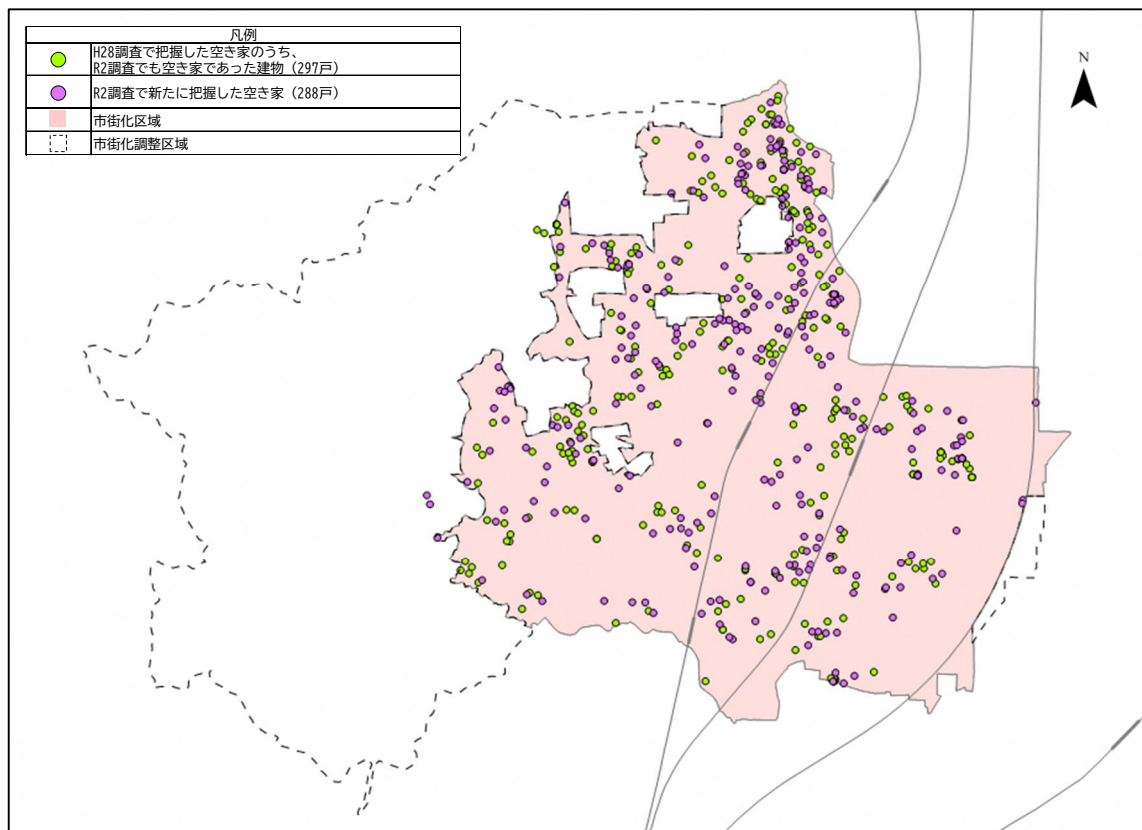 凡例
H28調査で把握した空き家のうち、
R2調査でも空き家であった建物（297戸）
R2調査で新たに把握した空き家（288戸）
市街化区域
市街化調整区域
N